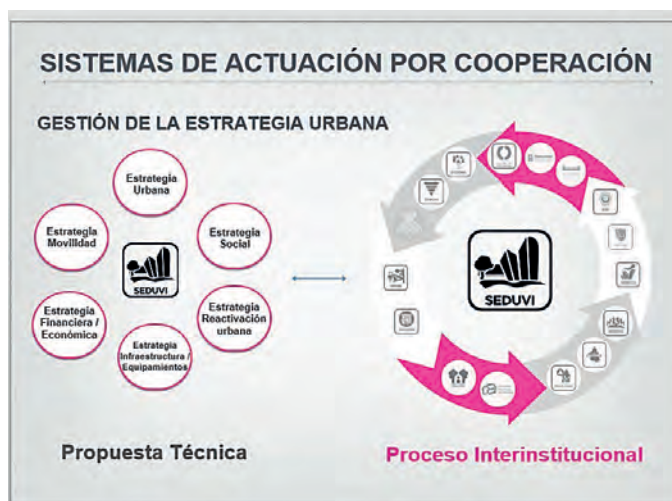 SISTEMAS DE ACTUACIÓN POR COOPERACIÓN
GESTIÓN DE LA ESTRATEGIA URBANA
Estrategia
Urbana
Estrategia
Movilidad
Estrategia
Social
SEDUVI
Estrategia
Financiera /
Económica
Estrategia
Reactivación
urbana
Estrategia
Infraestructura /
Equipamientos
SEDUVI
Propuesta Técnica
Proceso Interinstitucional